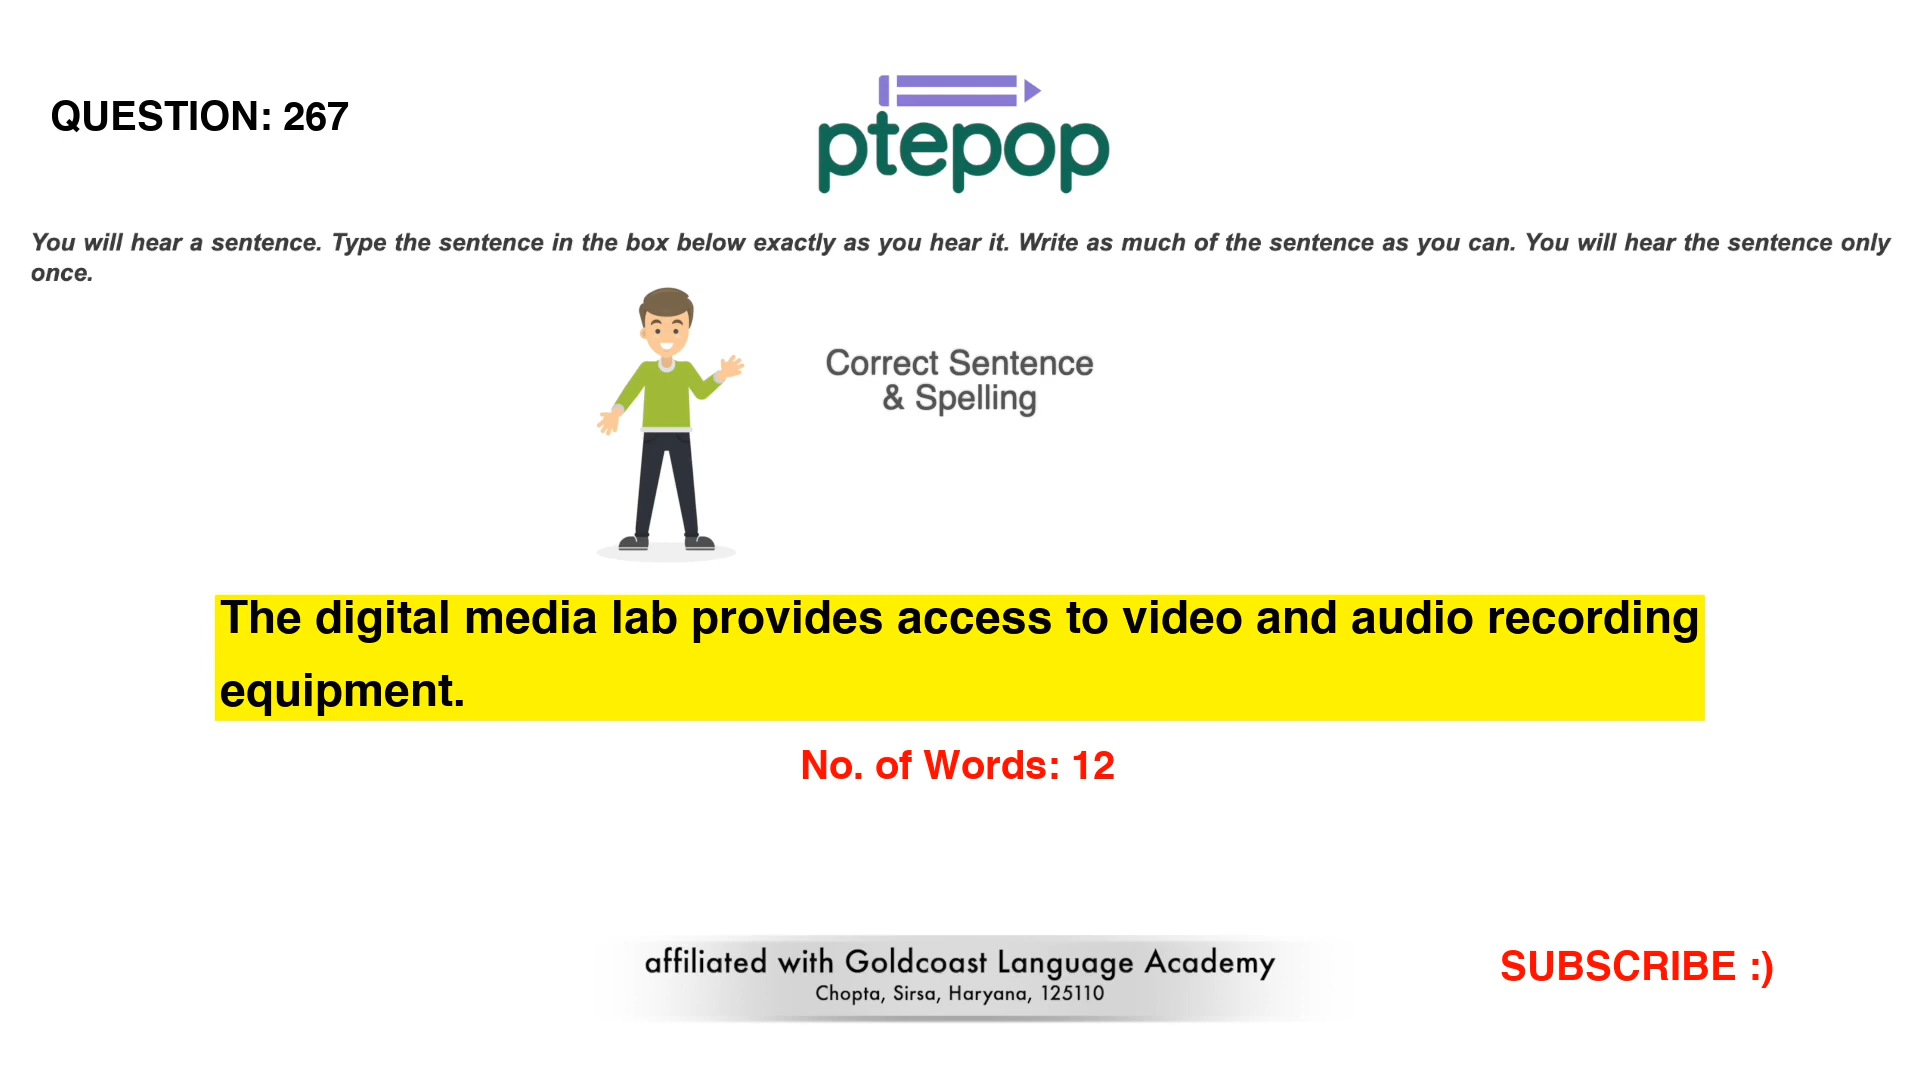 QUESTION: 267
ptepop
You will hear a sentence. Type the sentence in the box below exactly as you hear it. Write as much of the sentence as you can. You will hear the sentence only
once.
Correct Sentence
& Spelling
The digital media lab provides access to video and audio recording
equipment.
No. of Words: 12
affiliated with Goldcoast Language Academy
Chopta, Sirsa, Haryana, 125110
SUBSCRIBE :)